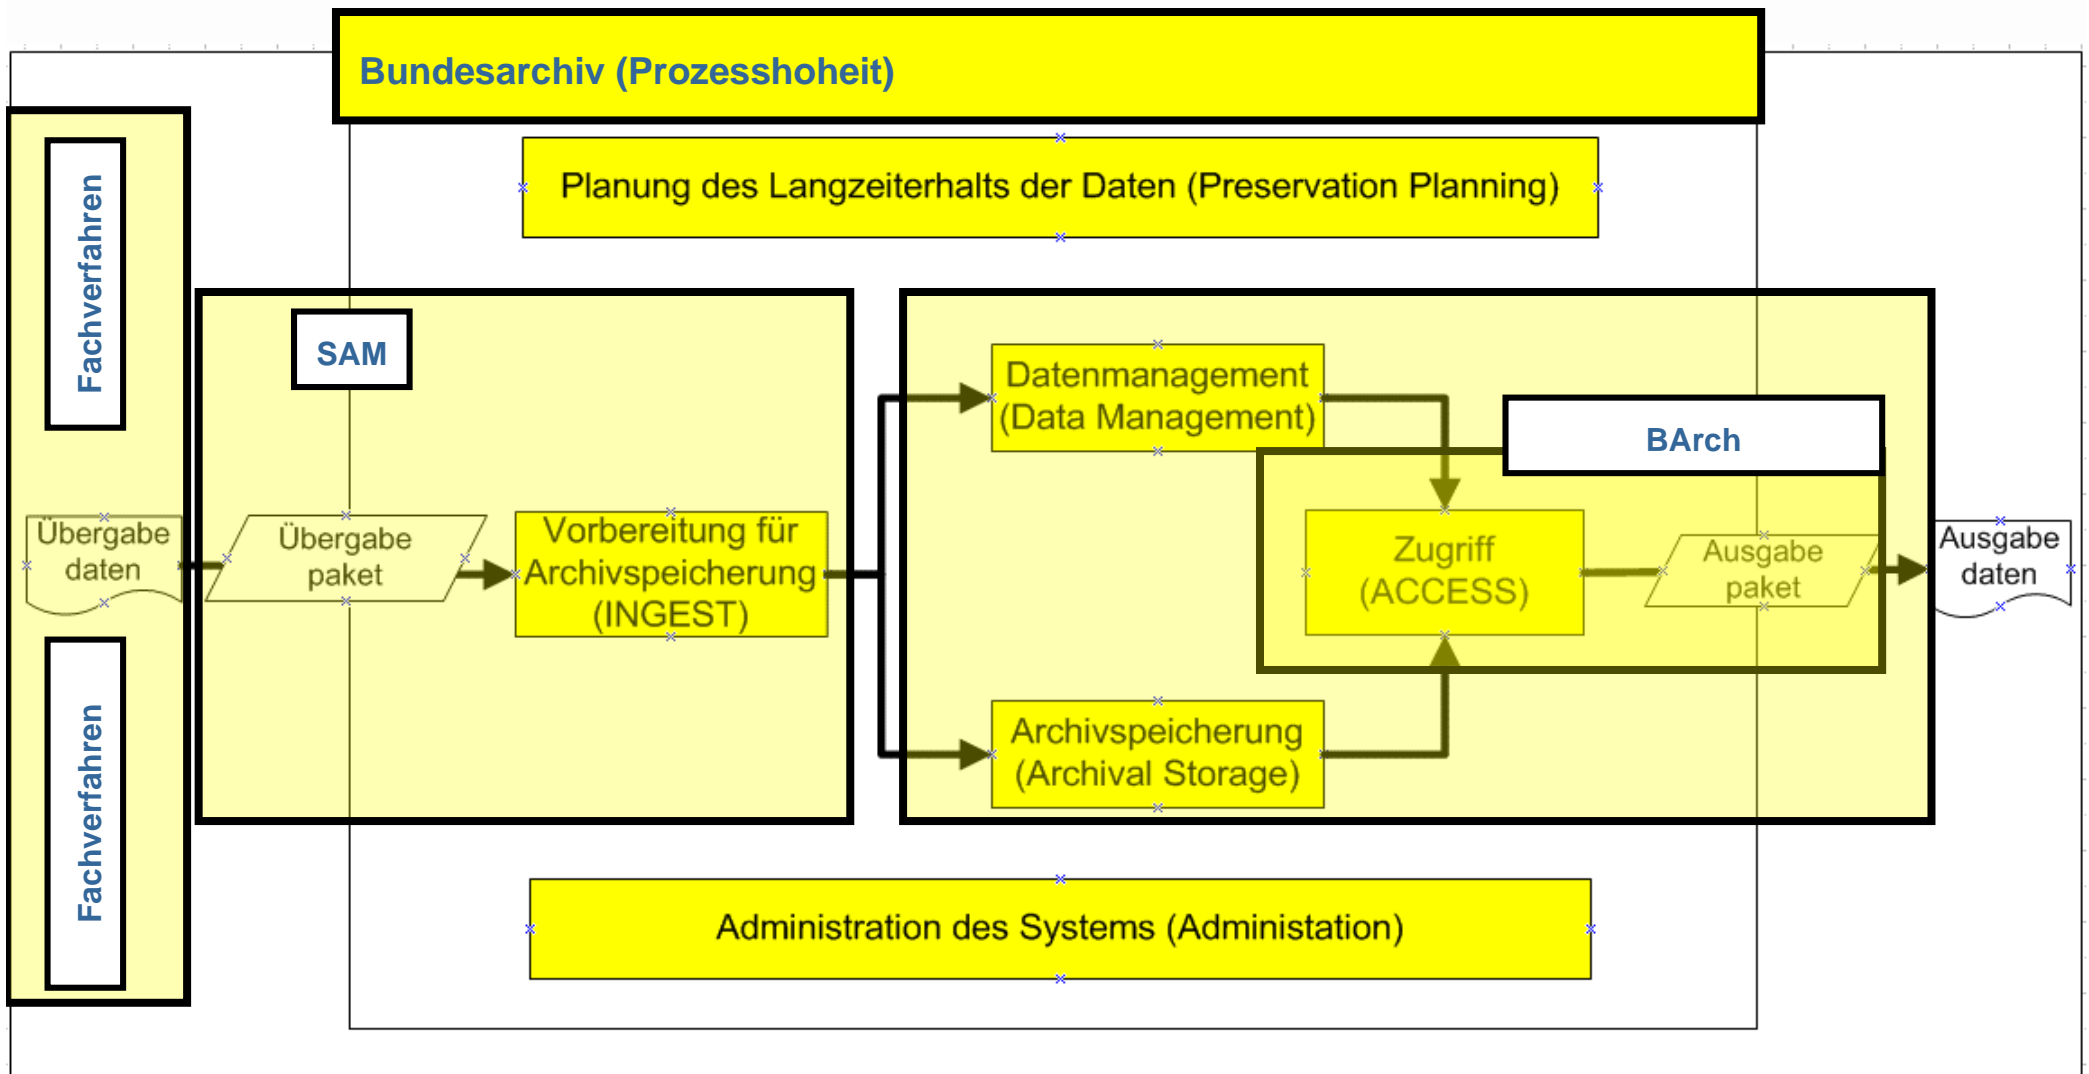 Bundesarchiv (Prozesshoheit)
Planung des Langzeiterhalts der Daten (Preservation Planning)
Fachverfahren
SAM
Datenmanagement
(Data Management)
BArch
Übergabe
daten
Übergabe
paket
Vorbereitung für
Archivspeicherung
(INGEST)
Zugriff
(ACCESS)
Ausgabe
paket
Ausgabe
daten
Fachverfahren
Archivspeicherung
(Archival Storage)
Administration des Systems (Administation)